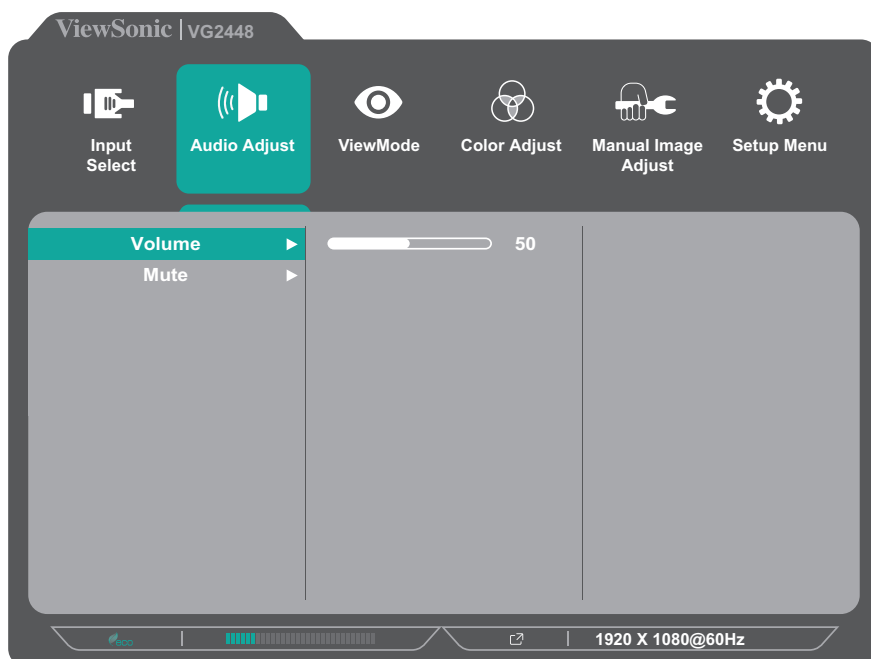 ViewSonic | VG2448
Input
Select
Audio Adjust
ViewMode
Color Adjust
Manual Image
Adjust
Setup Menu
Volume
50
Mute
eco
1920 X 1080@60Hz